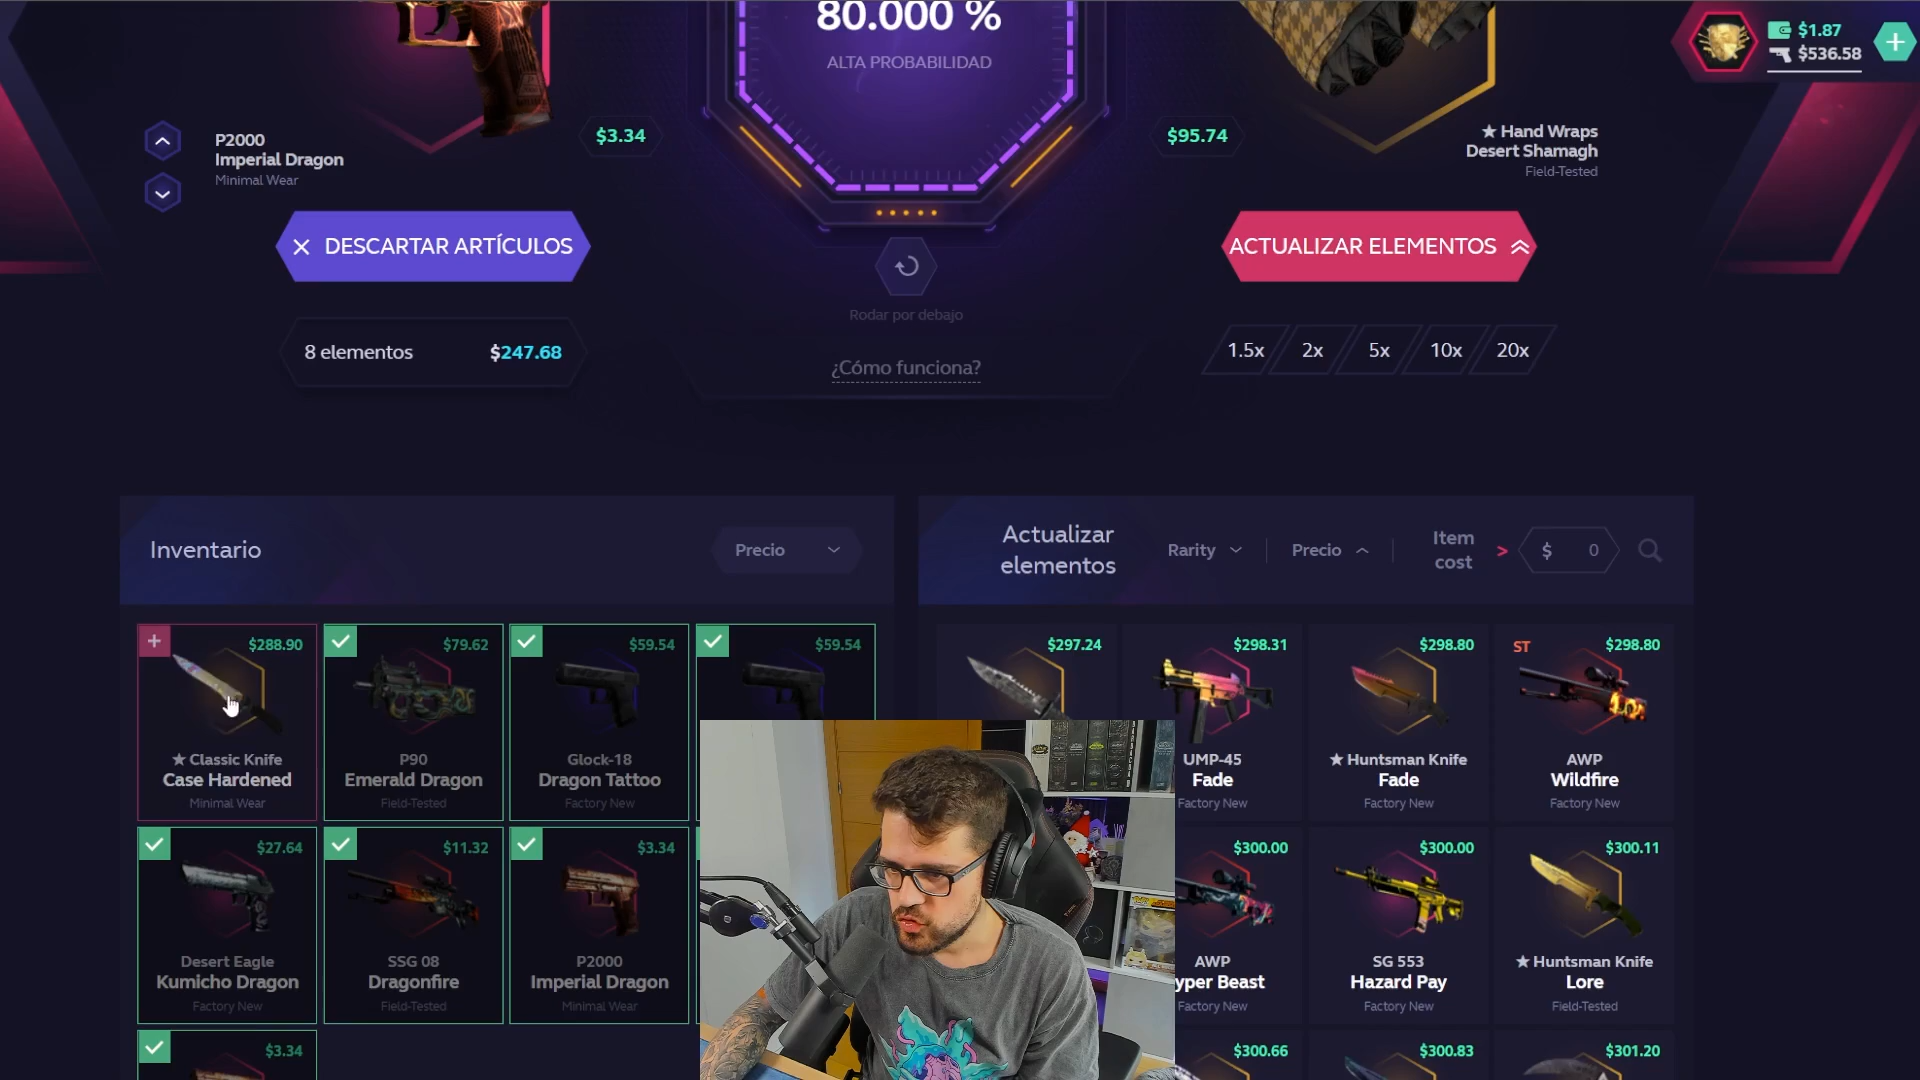 80.000 %
ALTA PROBABILIDAD
$1.87
$536.58
P2000
Imperial Dragon
Minimal Wear
$3.34
$95.74
★ Hand Wraps
Desert Shamagh
Field-Tested
DESCARTAR ARTÍCULOS
ACTUALIZAR ELEMENTOS
Rodar por debajo
8 elementos $247.68
¿Cómo funciona?
1.5x 2x 5x 10x 20x
Inventario
Precio
Actualizar elementos
Rarity
Precio
Item cost > $ 0
$288.90
★ Classic Knife
Case Hardened
Minimal Wear
$79.62
P90
Emerald Dragon
Field-Tested
$59.54
Glock-18
Dragon Tattoo
Factory New
$59.54
$27.64
Desert Eagle
Kumicho Dragon
Factory New
$11.32
SSG 08
Dragonfire
Field-Tested
$3.34
P2000
Imperial Dragon
Minimal Wear
$3.34
$297.24
$298.31
UMP-45
Fade
Factory New
$298.80
★ Huntsman Knife
Fade
Factory New
ST $298.80
AWP
Wildfire
Factory New
$300.00
AWP
yper Beast
Factory New
$300.00
SG 553
Hazard Pay
Factory New
$300.11
★ Huntsman Knife
Lore
Field-Tested
$300.66
$300.83
$301.20